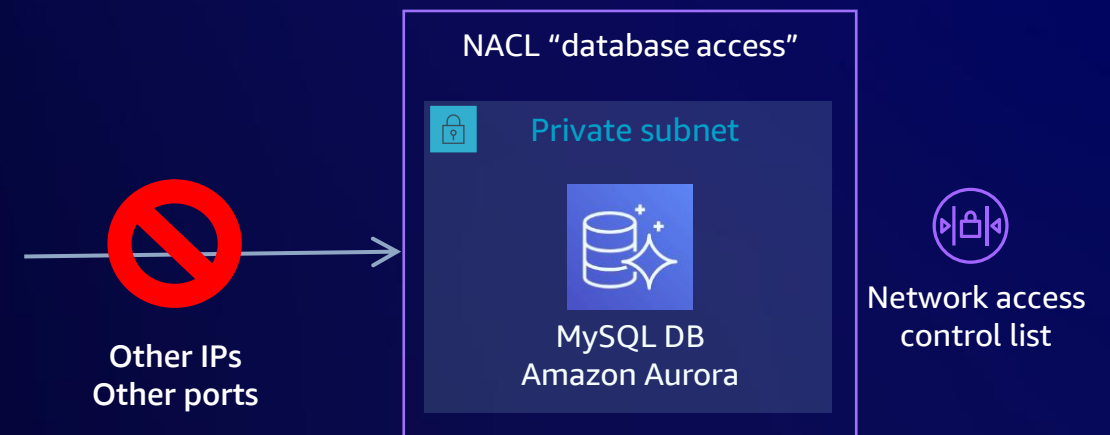 NACL “database access”
Private subnet
MySQL DB
Amazon Aurora
Other IPs
Other ports
Network access
control list